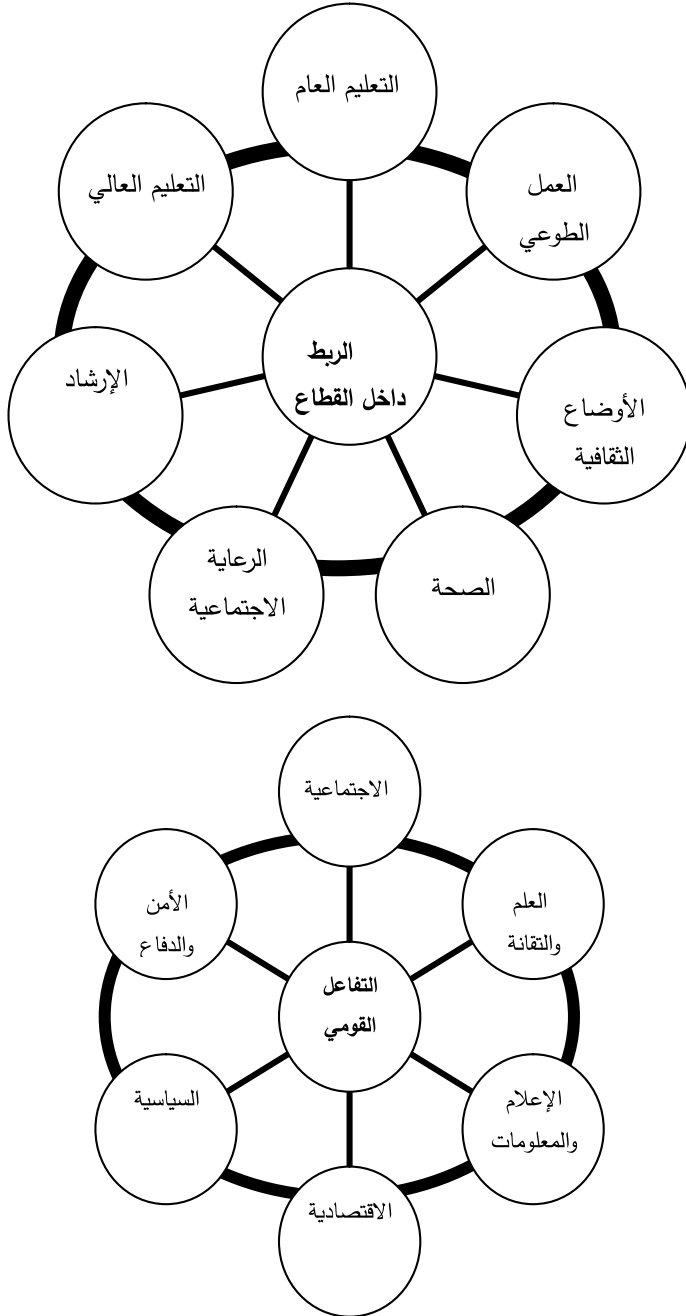 التعليم العام
العمل
الطوعي
التعليم العالي
الربط
داخل القطاع
الأوضاع
الثقافية
الإرشاد
الصحة
الرعاية
الاجتماعية
الاجتماعية
العلم
والتقانة
الأمن
والدفاع
التفاعل
القومي
الإعلام
والمعلومات
السياسية
الاقتصادية